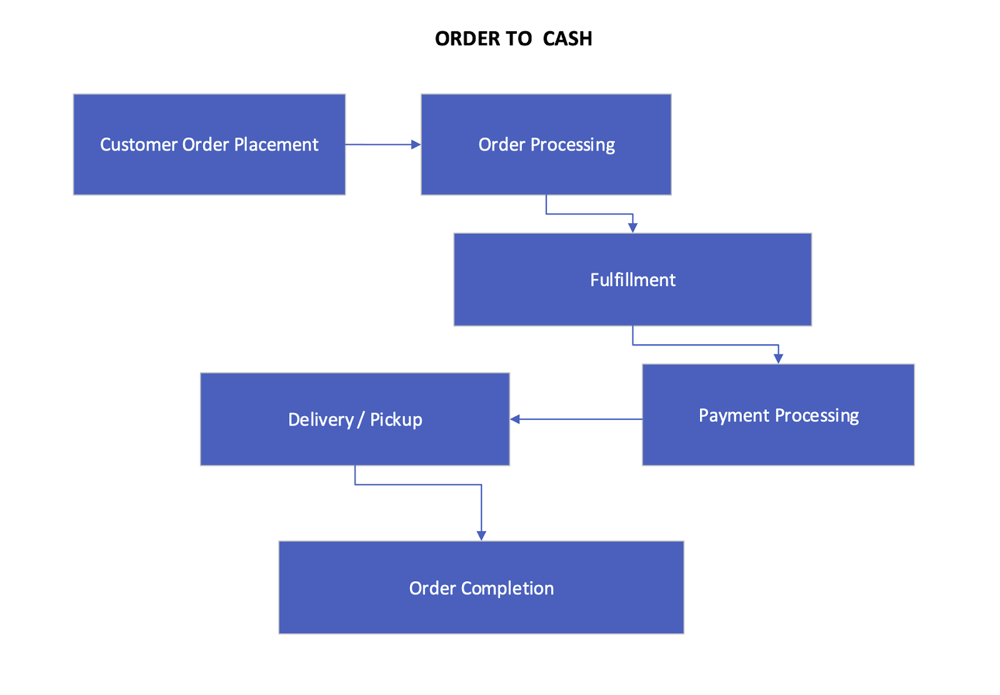 ORDER TO  CASH
Customer Order Placement
Order Processing
Fulfillment
Payment Processing
Delivery / Pickup
Order Completion